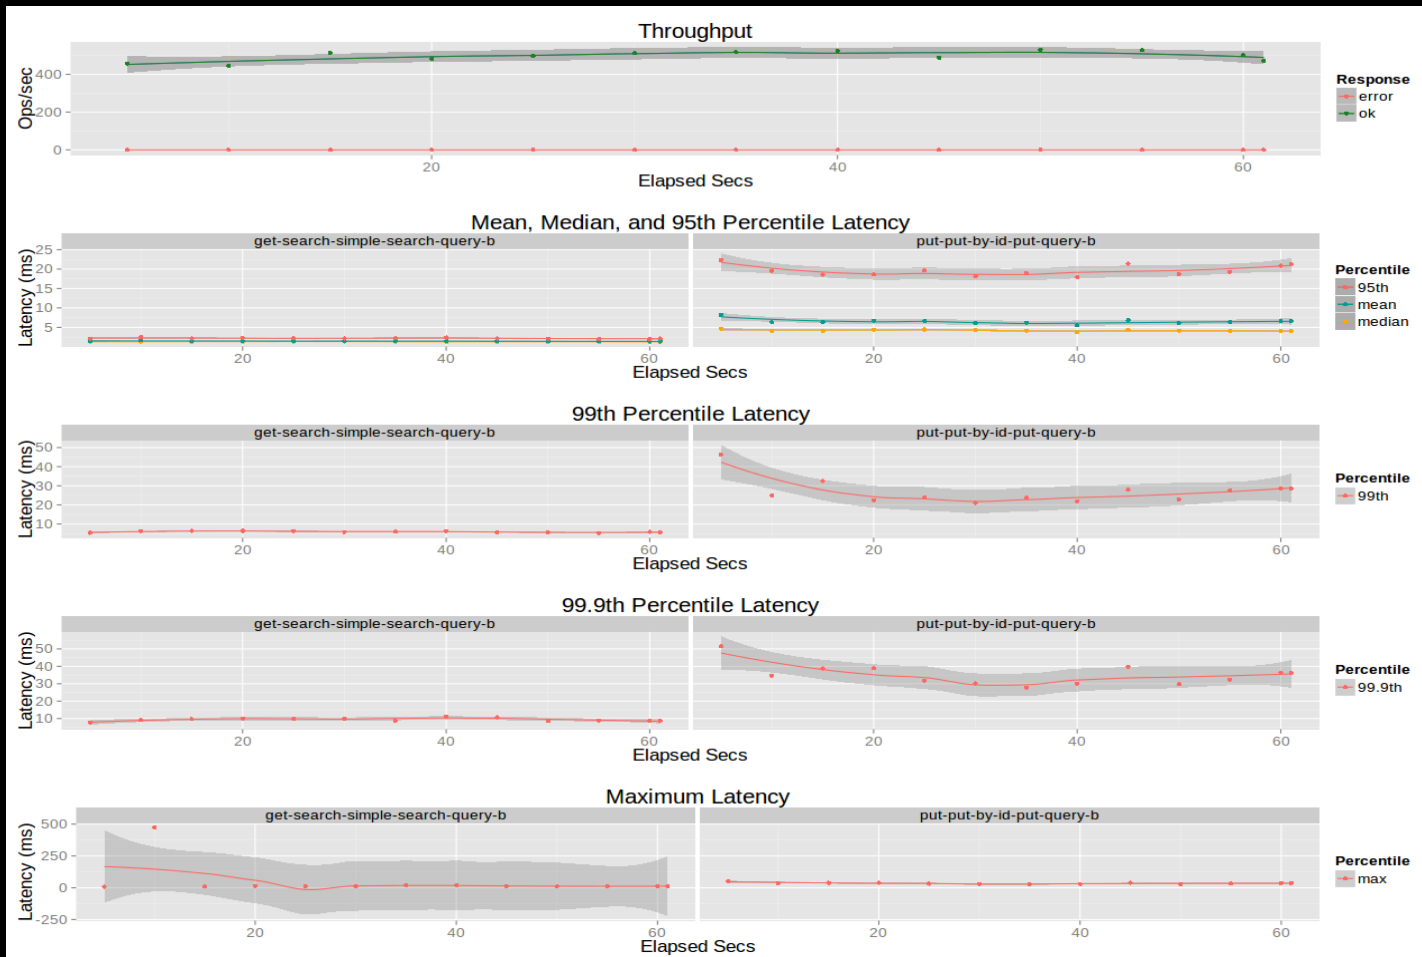 Throughput
400
200
0
Ops/sec
20 40 60
Elapsed Secs
Response
error
ok
Mean, Median, and 95th Percentile Latency
get-search-simple-search-query-b put-put-by-id-put-query-b
25
20
15
10
5
Latency (ms)
20 40 60 20 40 60
Elapsed Secs
Percentile
95th
mean
median
99th Percentile Latency
get-search-simple-search-query-b put-put-by-id-put-query-b
50
40
30
20
10
Latency (ms)
20 40 60 20 40 60
Elapsed Secs
Percentile
99th
99.9th Percentile Latency
get-search-simple-search-query-b put-put-by-id-put-query-b
50
40
30
20
10
Latency (ms)
20 40 60 20 40 60
Elapsed Secs
Percentile
99.9th
Maximum Latency
get-search-simple-search-query-b put-put-by-id-put-query-b
500
250
0
-250
Latency (ms)
20 40 60 20 40 60
Elapsed Secs
Percentile
max